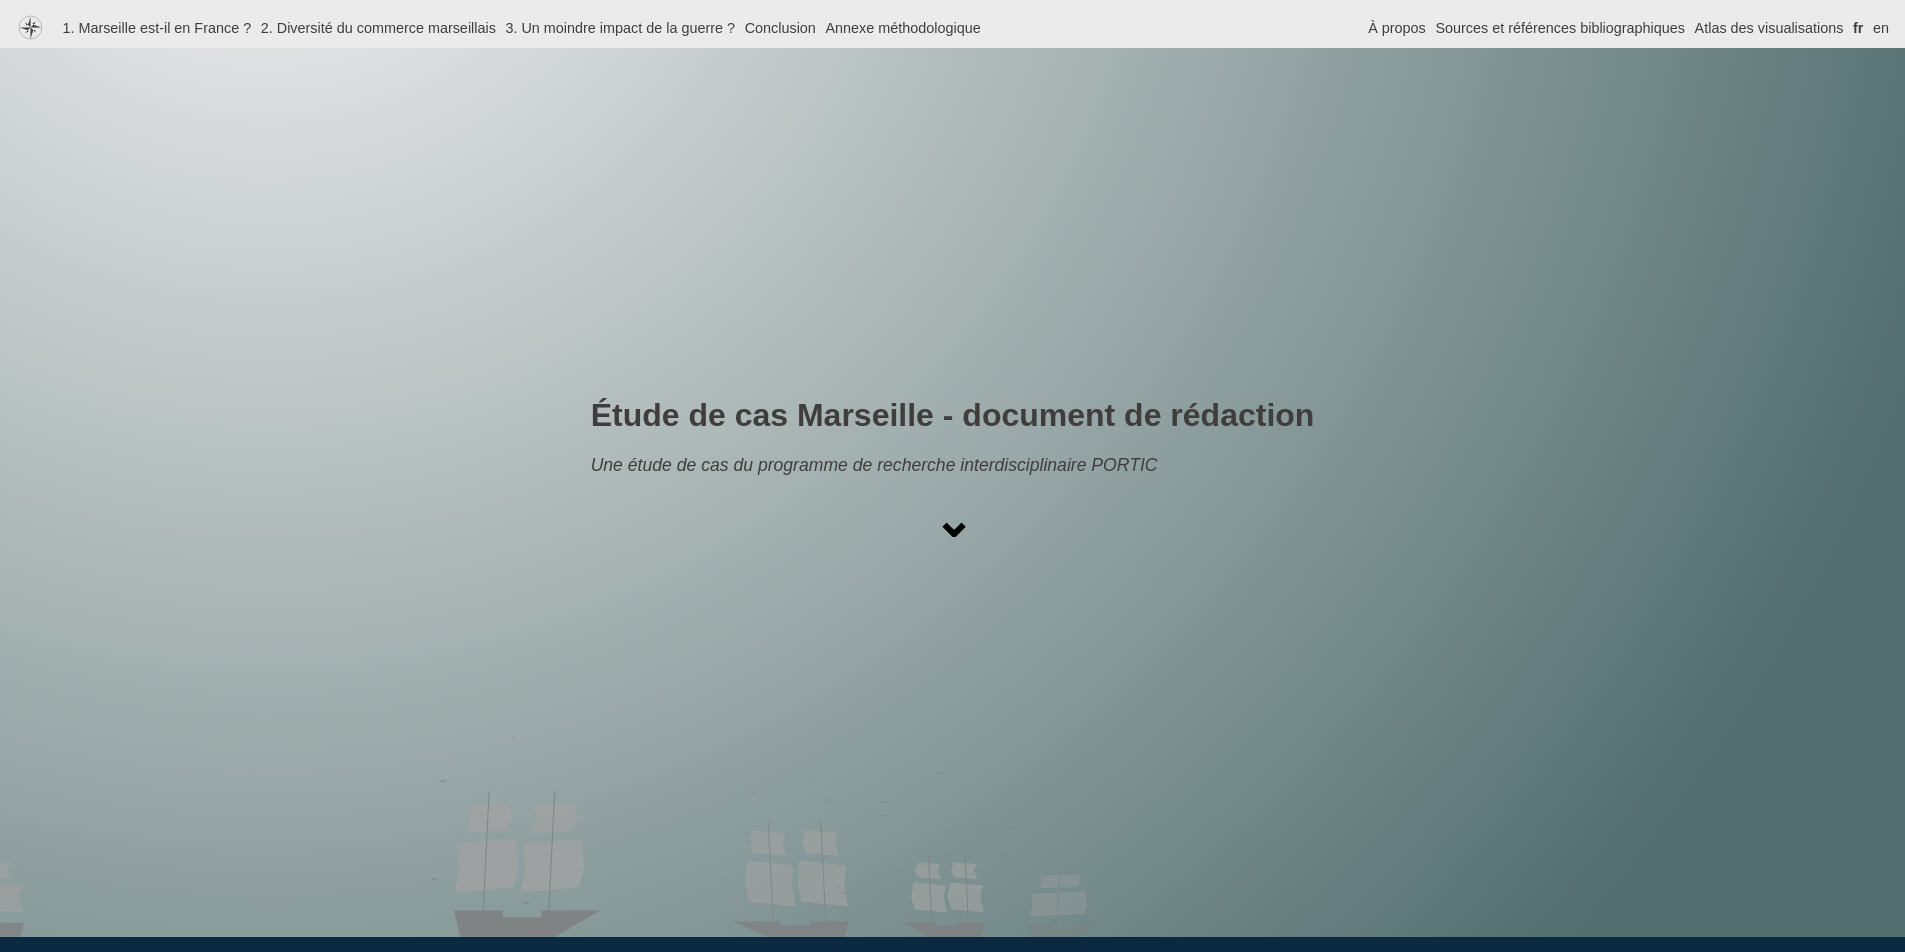 1. Marseille est-il en France ? 2. Diversité du commerce marseillais 3. Un moindre impact de la guerre ? Conclusion Annexe méthodologique À propos Sources et références bibliographiques Atlas des visualisations fr en
Étude de cas Marseille - document de rédaction
Une étude de cas du programme de recherche interdisciplinaire PORTIC